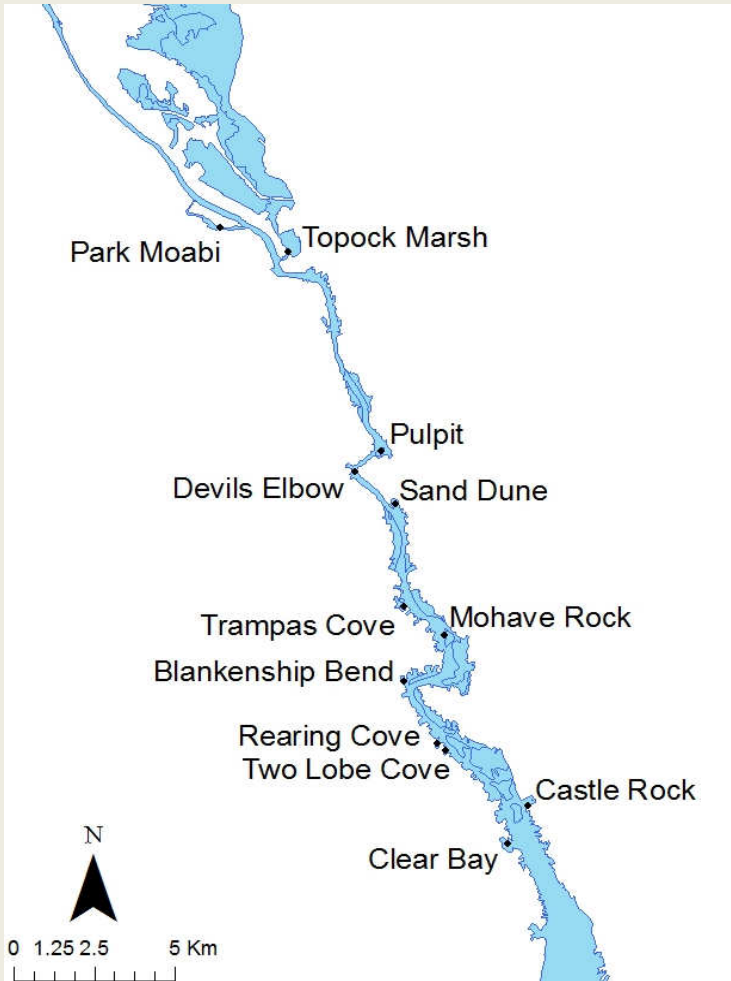 Topock Marsh
Park Moabi
Pulpit
Devils Elbow
Sand Dune
Trampas Cove
Mohave Rock
Blankenship Bend
Rearing Cove
Two Lobe Cove
Castle Rock
Clear Bay
N
0 1.25 2.5 5 Km